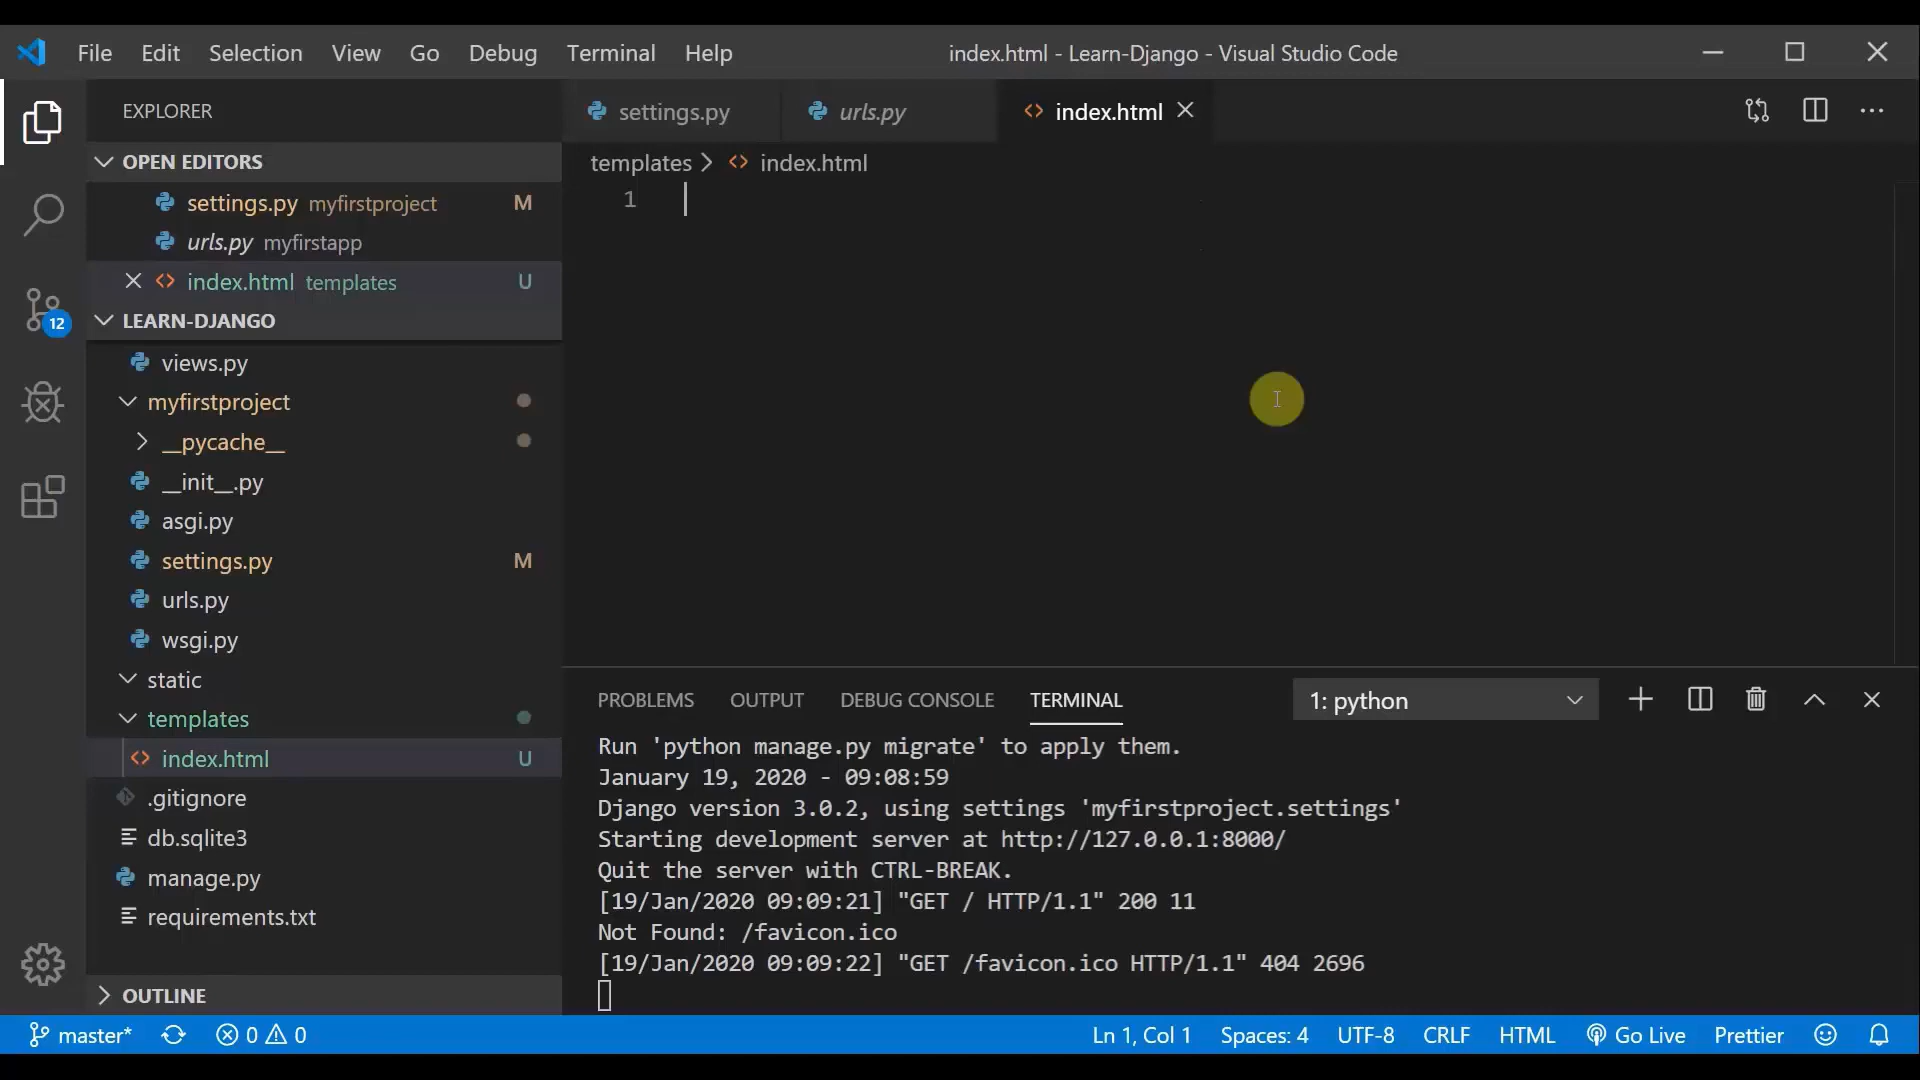 File Edit Selection View Go Debug Terminal Help index.html - Learn-Django - Visual Studio Code
EXPLORER
OPEN EDITORS
settings.py myfirstproject M
urls.py myfirstapp
index.html templates U
LEARN-DJANGO
views.py
myfirstproject
__pycache__
__init__.py
asgi.py
settings.py M
urls.py
wsgi.py
static
templates
index.html U
.gitignore
db.sqlite3
manage.py
requirements.txt
OUTLINE
12
settings.py urls.py index.html
templates > index.html
1
PROBLEMS OUTPUT DEBUG CONSOLE TERMINAL 1: python
Run 'python manage.py migrate' to apply them.
January 19, 2020 - 09:08:59
Django version 3.0.2, using settings 'myfirstproject.settings'
Starting development server at http://127.0.0.1:8000/
Quit the server with CTRL-BREAK.
[19/Jan/2020 09:09:21] "GET / HTTP/1.1" 200 11
Not Found: /favicon.ico
[19/Jan/2020 09:09:22] "GET /favicon.ico HTTP/1.1" 404 2696
master* 0 0 Ln 1, Col 1 Spaces: 4 UTF-8 CRLF HTML Go Live Prettier